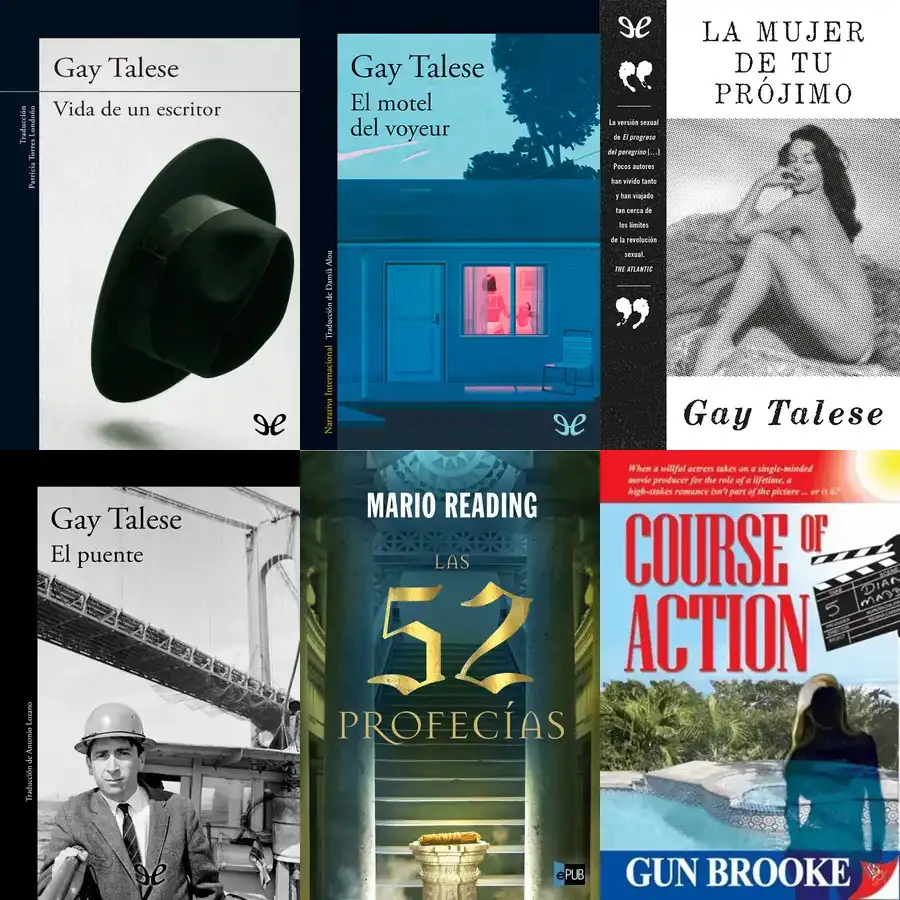 Gay Talese
Vida de un escritor
Traducción
Patricia Torres Londoño
Gay Talese
El motel
del voyeur
Narrativa Internacional Traducción de Damià Alou
La versión sexual
de El progreso
del peregrino [...]
Pocos autores
han vivido tanto
y han viajado
tan cerca de
los límites
de la revolución
sexual.
THE ATLANTIC
LA MUJER
DE TU
PRÓJIMO
Gay Talese
Gay Talese
El puente
Traducción de Antonio Lozano
MARIO READING
LAS
52
PROFECÍAS
ePUB
When a willful actress takes on a single-minded
movie producer for the role of a lifetime, a
high-stakes romance isn't part of the picture ... or is it?
COURSE OF
ACTION
5
GUN BROOKE